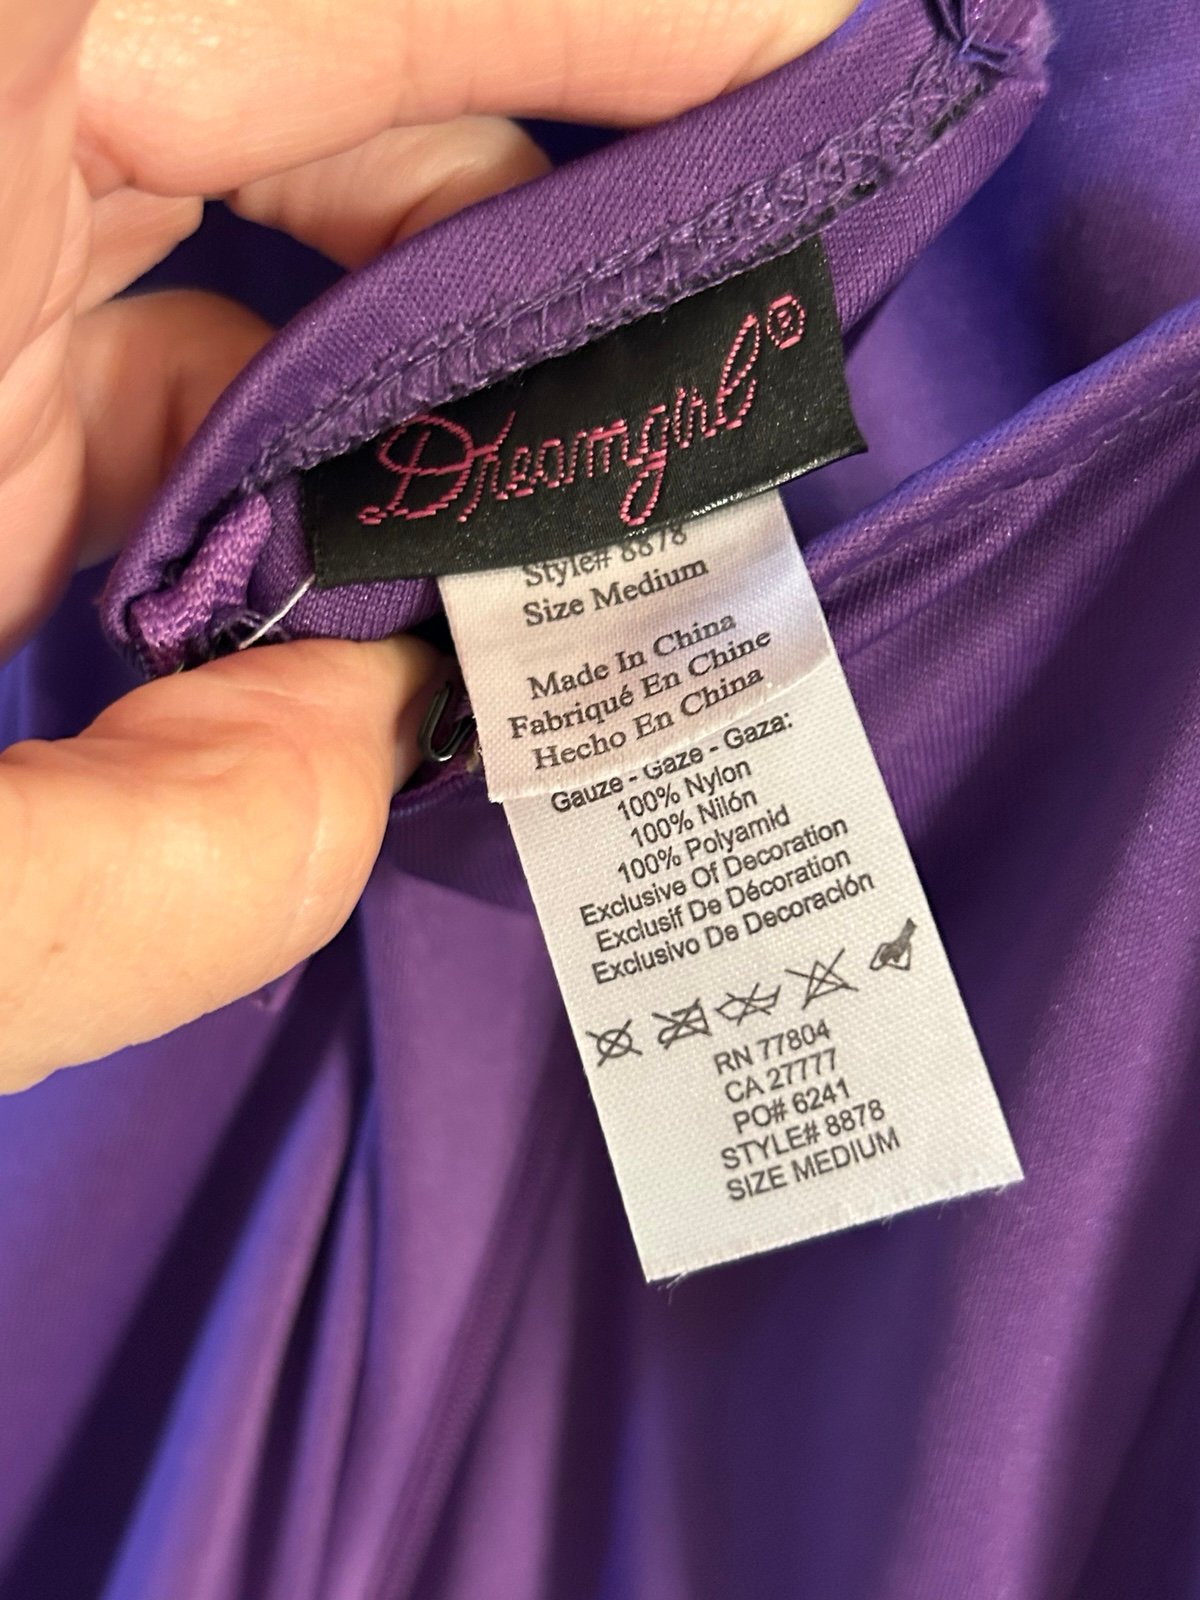 Dreamgirl®
Style# 8878
Size Medium
Made In China
Fabriqué En Chine
Hecho En China
Gauze - Gaze - Gaza:
100% Nylon
100% Nilón
100% Polyamid
Exclusive Of Decoration
Exclusif De Décoration
Exclusivo De Decoración
RN 77804
CA 27777
PO# 6241
STYLE# 8878
SIZE MEDIUM